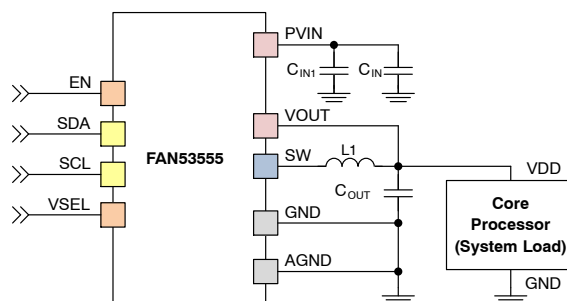 PVIN
C_IN1
C_IN
EN
SDA
SCL
VSEL
FAN53555
VOUT
SW
L1
C_OUT
GND
AGND
VDD
Core
Processor
(System Load)
GND